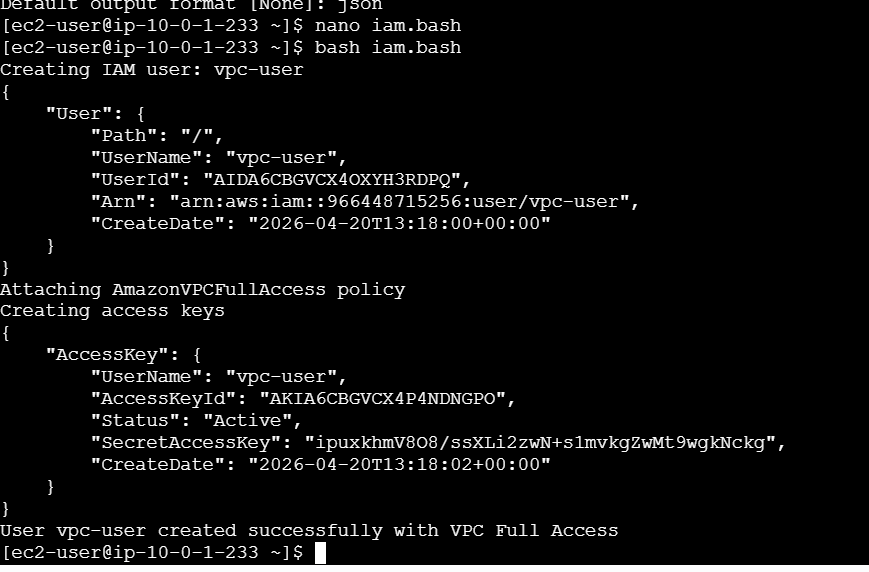 Default output format [None]: json
[ec2-user@ip-10-0-1-233 ~]$ nano iam.bash
[ec2-user@ip-10-0-1-233 ~]$ bash iam.bash
Creating IAM user: vpc-user
{
    "User": {
        "Path": "/",
        "UserName": "vpc-user",
        "UserId": "AIDA6CBGVCX4OXYH3RDPQ",
        "Arn": "arn:aws:iam::966448715256:user/vpc-user",
        "CreateDate": "2026-04-20T13:18:00+00:00"
    }
}
Attaching AmazonVPCFullAccess policy
Creating access keys
{
    "AccessKey": {
        "UserName": "vpc-user",
        "AccessKeyId": "AKIA6CBGVCX4P4NDNGPO",
        "Status": "Active",
        "SecretAccessKey": "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",
        "CreateDate": "2026-04-20T13:18:02+00:00"
    }
}
User vpc-user created successfully with VPC Full Access
[ec2-user@ip-10-0-1-233 ~]$